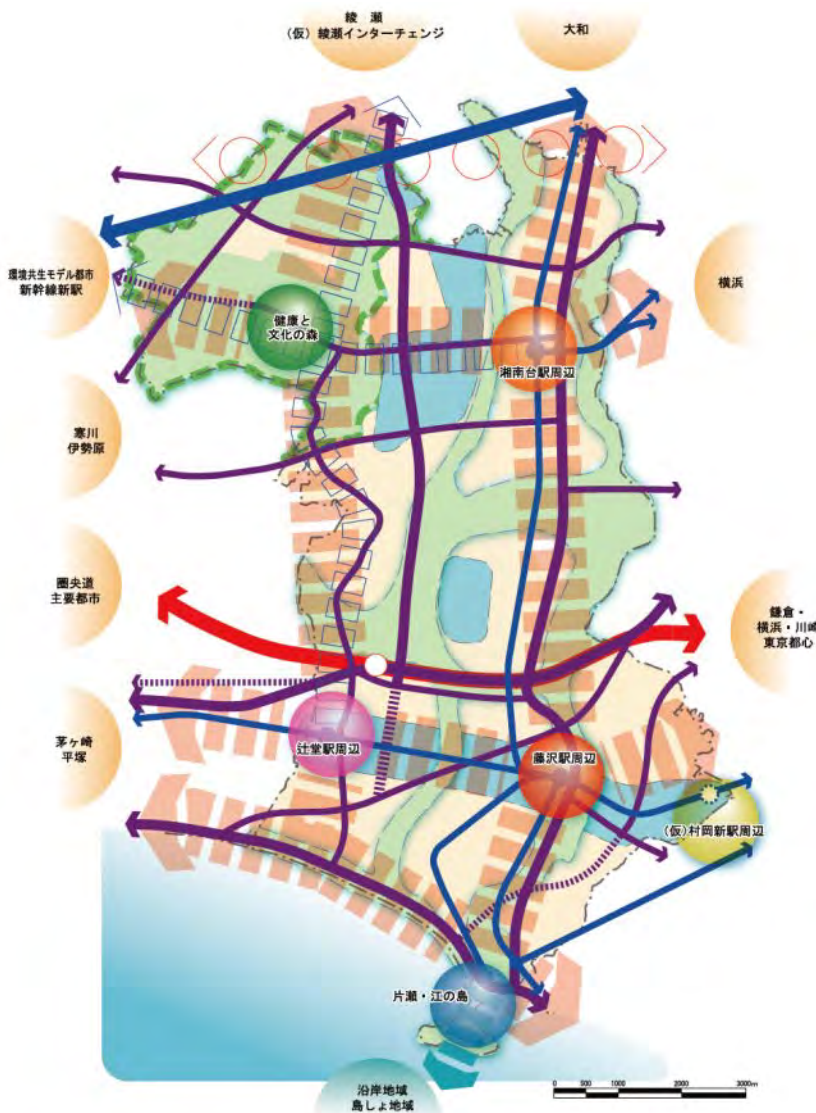 綾 瀬
(仮)綾瀬インターチェンジ
大和
環境共生モデル都市
新幹線新駅
横浜
健康と
文化の森
湘南台駅周辺
寒川
伊勢原
圏央道
主要都市
鎌倉・
横浜・川崎
東京都心
茅ヶ崎
平塚
辻堂駅周辺
藤沢駅周辺
(仮)村岡新駅周辺
片瀬・江の島
沿岸地域
島しょ地域
0 500 1000 2000 3000m